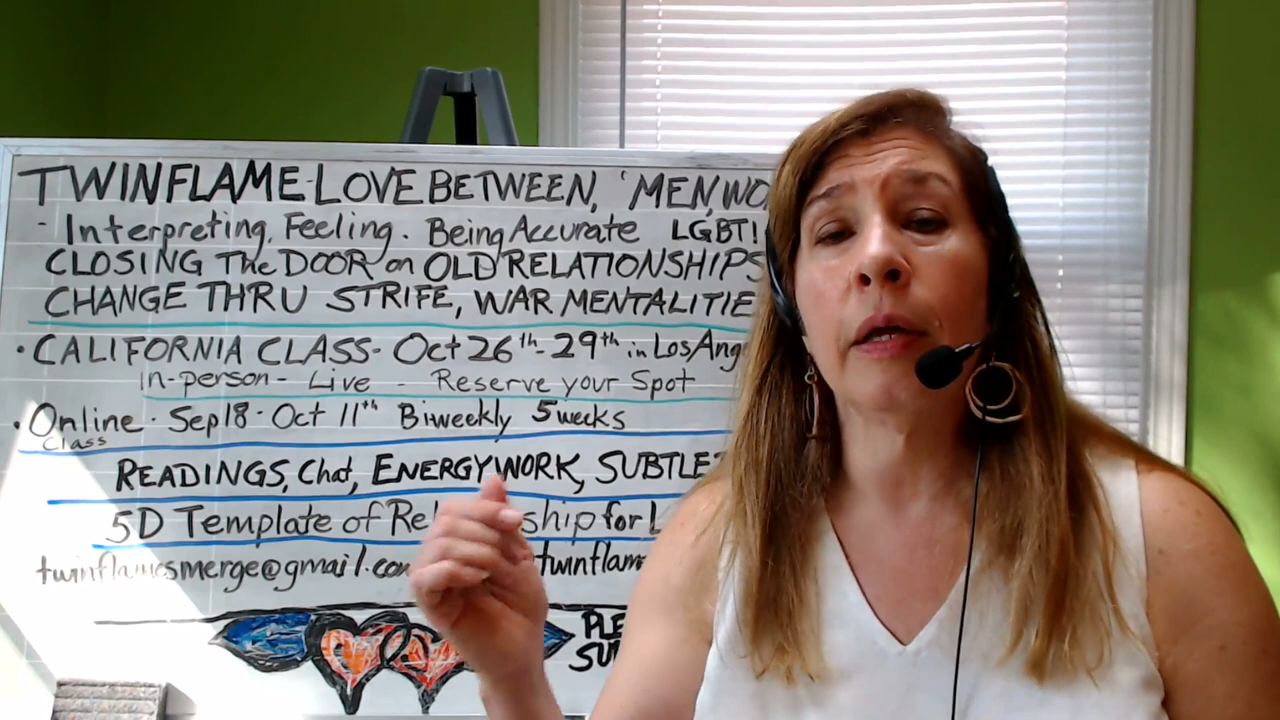 TWINFLAME-LOVE BETWEEN, 'MEN, WO
- Interpreting, Feeling. Being Accurate LGBT!
CLOSING The DOOR on OLD RELATIONSHIPS
CHANGE THRU STRIFE, WAR MENTALITIE
• CALIFORNIA CLASS- Oct 26th- 29th in Los Ang
in-person - Live - Reserve your Spot
• Online • Sep 18 - Oct 11th Biweekly 5 weeks
Class
READINGS, Chat, ENERGYWORK, SUBTLE
5D Template of Rel ship for L
twinflamesmerge@gmail.com twinflam
PLE
SU